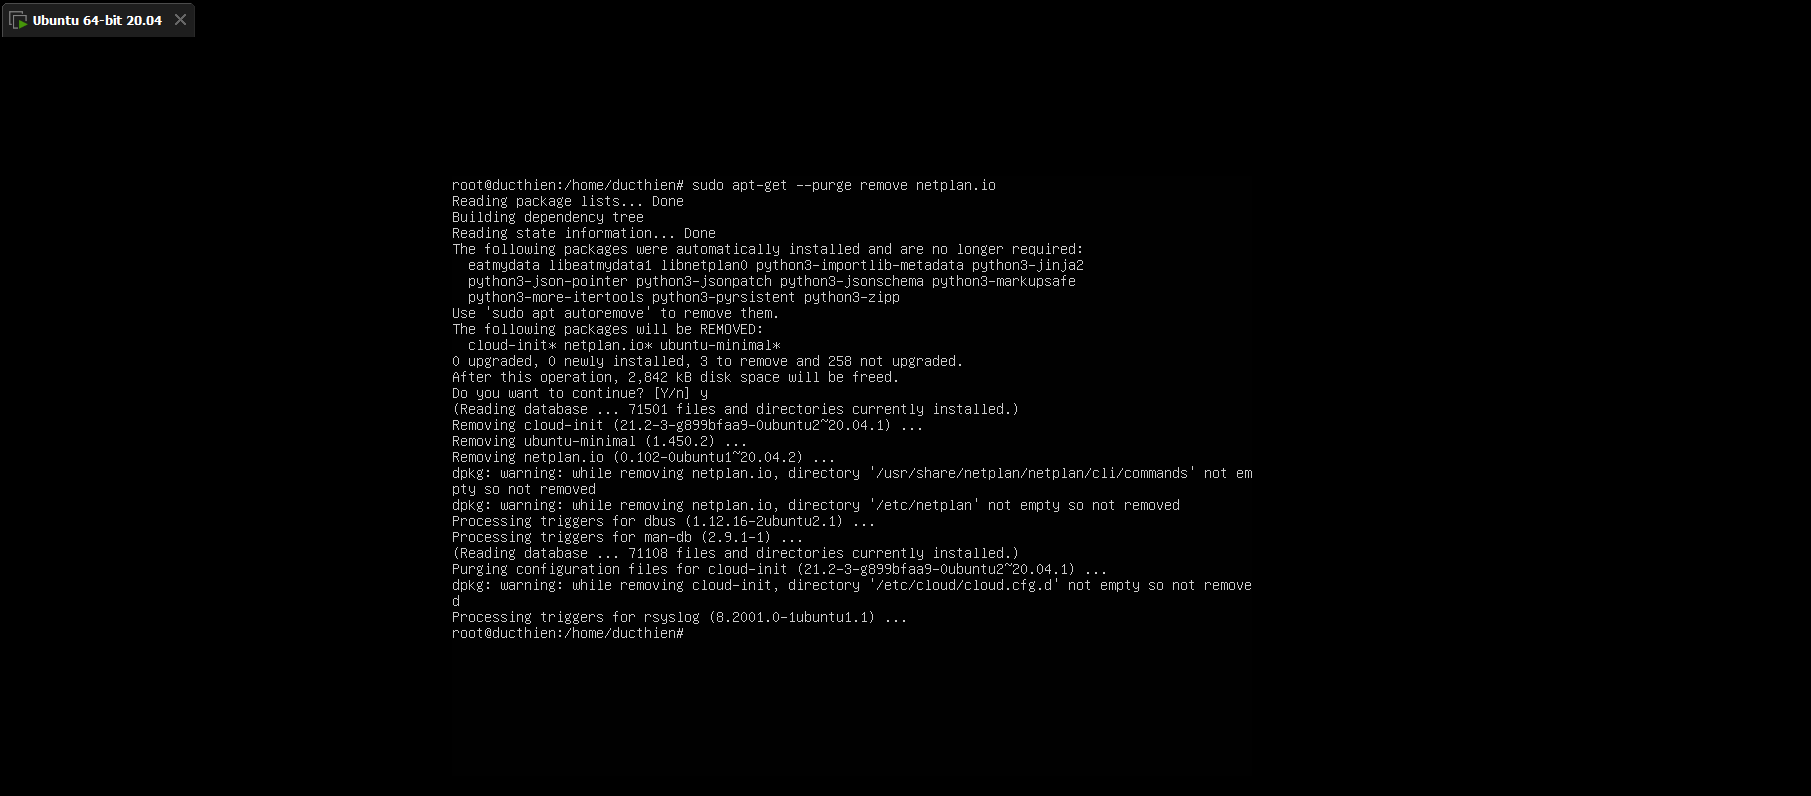 Ubuntu 64-bit 20.04
root@ducthien:/home/ducthien# sudo apt-get --purge remove netplan.io
Reading package lists... Done
Building dependency tree
Reading state information... Done
The following packages were automatically installed and are no longer required:
  eatmydata libeatmydata1 libnetplan0 python3-importlib-metadata python3-jinja2
  python3-json-pointer python3-jsonpatch python3-jsonschema python3-markupsafe
  python3-more-itertools python3-pyrsistent python3-zipp
Use 'sudo apt autoremove' to remove them.
The following packages will be REMOVED:
  cloud-init* netplan.io* ubuntu-minimal*
0 upgraded, 0 newly installed, 3 to remove and 258 not upgraded.
After this operation, 2,842 kB disk space will be freed.
Do you want to continue? [Y/n] y
(Reading database ... 71501 files and directories currently installed.)
Removing cloud-init (21.2-3-g899bfaa9-0ubuntu2~20.04.1) ...
Removing ubuntu-minimal (1.450.2) ...
Removing netplan.io (0.102-0ubuntu1~20.04.2) ...
dpkg: warning: while removing netplan.io, directory '/usr/share/netplan/netplan/cli/commands' not em
pty so not removed
dpkg: warning: while removing netplan.io, directory '/etc/netplan' not empty so not removed
Processing triggers for dbus (1.12.16-2ubuntu2.1) ...
Processing triggers for man-db (2.9.1-1) ...
(Reading database ... 71108 files and directories currently installed.)
Purging configuration files for cloud-init (21.2-3-g899bfaa9-0ubuntu2~20.04.1) ...
dpkg: warning: while removing cloud-init, directory '/etc/cloud/cloud.cfg.d' not empty so not remove
d
Processing triggers for rsyslog (8.2001.0-1ubuntu1.1) ...
root@ducthien:/home/ducthien#